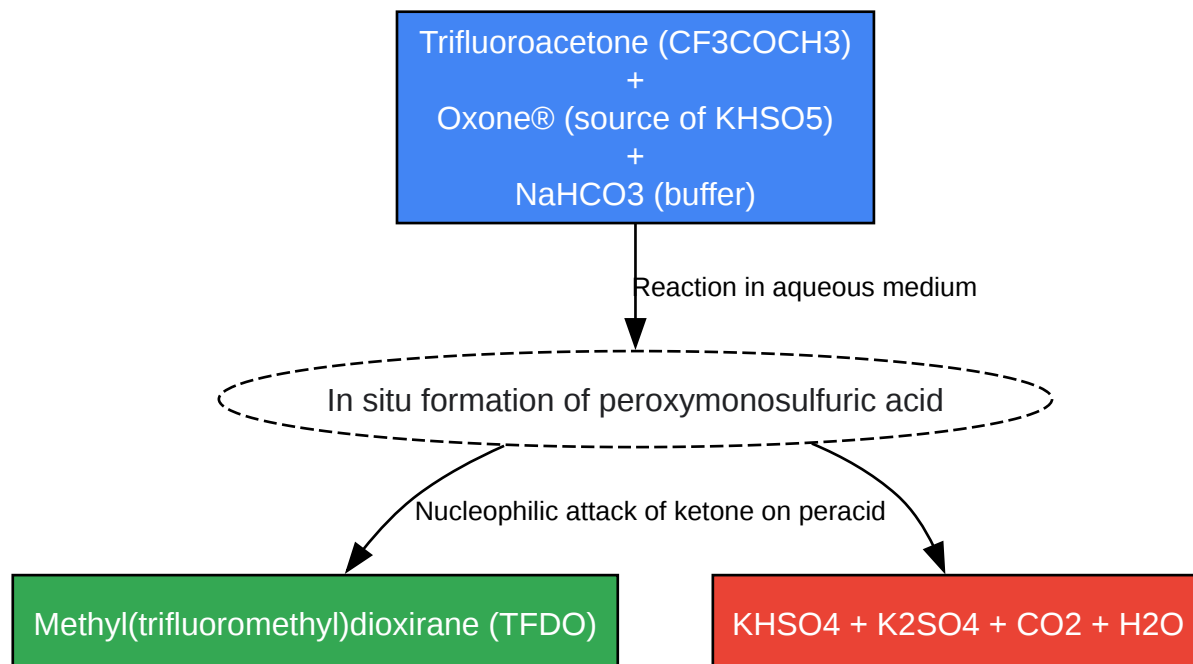 Trifluoroacetone (CF3COCH3)
+
Oxone® (source of KHSO5)
+
NaHCO3 (buffer)
Reaction in aqueous medium
In situ formation of peroxymonosulfuric acid
Nucleophilic attack of ketone on peracid
Methyl(trifluoromethyl)dioxirane (TFDO)
KHSO4 + K2SO4 + CO2 + H2O